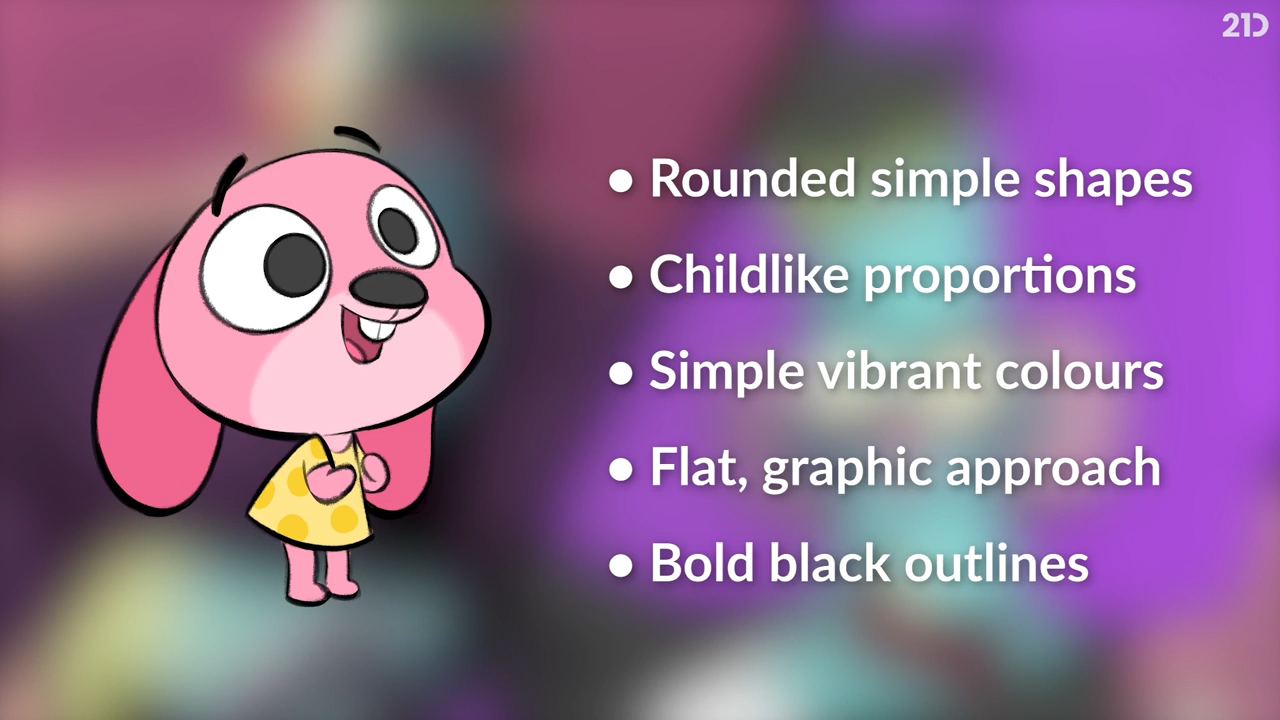 21D
• Rounded simple shapes
• Childlike proportions
• Simple vibrant colours
• Flat, graphic approach
• Bold black outlines